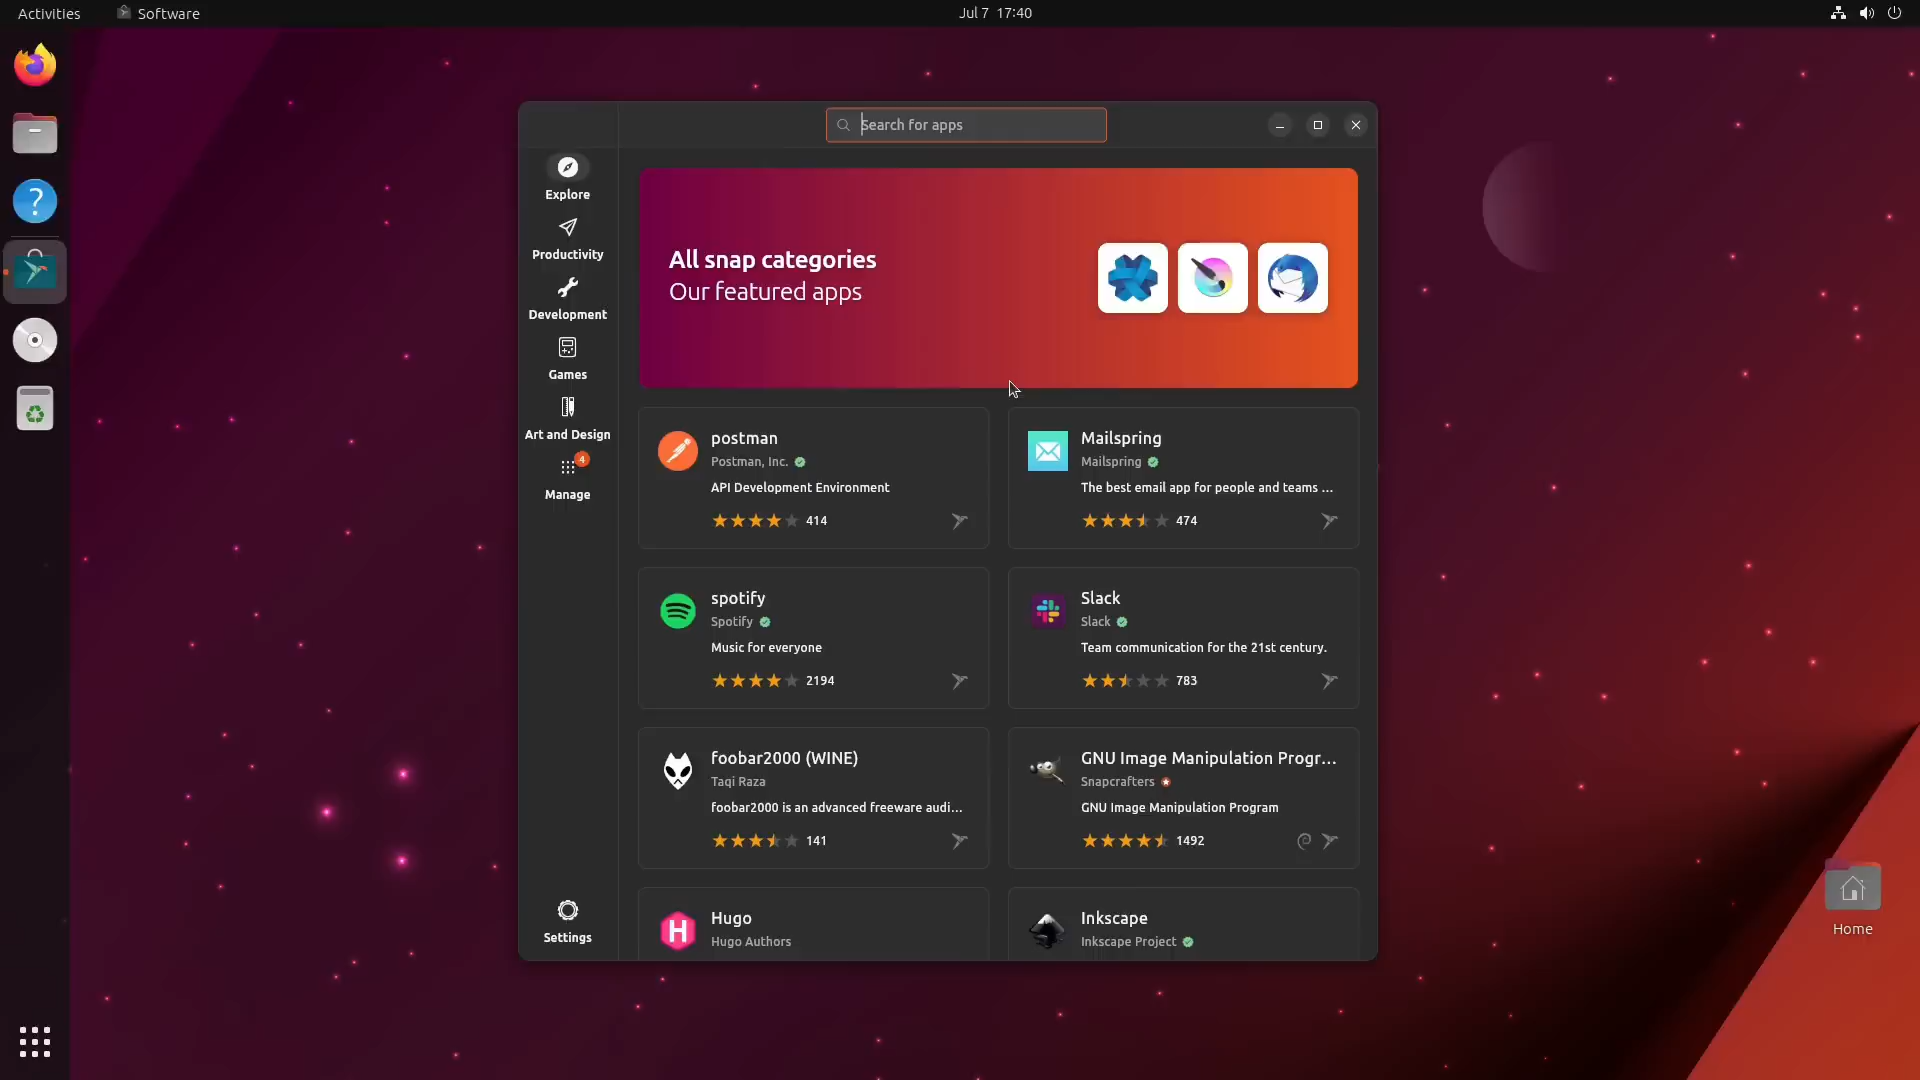 Activities
Software
Jul 7 17:40
Search for apps
Explore
Productivity
Development
Games
Art and Design
4
Manage
Settings
All snap categories
Our featured apps
postman
Postman, Inc.
API Development Environment
414
Mailspring
Mailspring
The best email app for people and teams ...
474
spotify
Spotify
Music for everyone
2194
Slack
Slack
Team communication for the 21st century.
783
foobar2000 (WINE)
Taqi Raza
foobar2000 is an advanced freeware audi...
141
GNU Image Manipulation Progr...
Snapcrafters
GNU Image Manipulation Program
1492
H
Hugo
Hugo Authors
Inkscape
Inkscape Project
Home